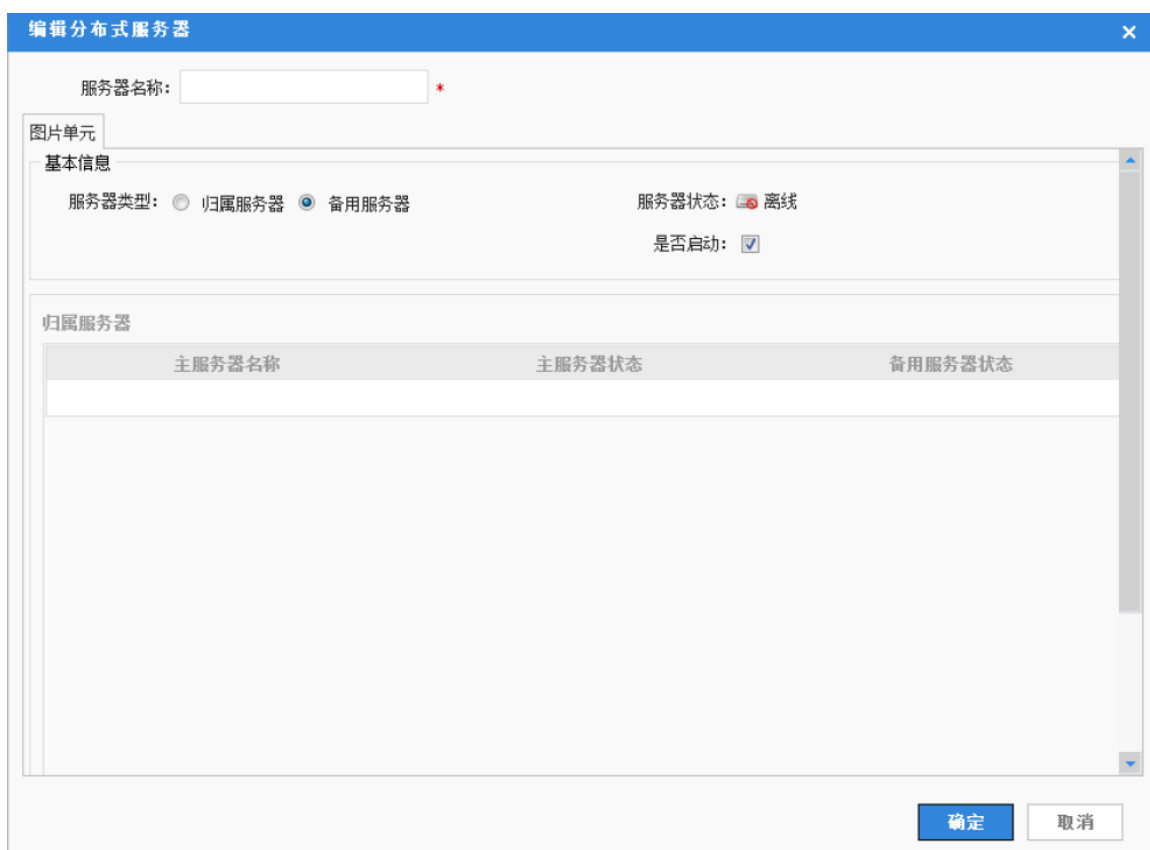 编辑分布式服务器
服务器名称： *
图片单元
基本信息
服务器类型： 归属服务器 备用服务器 服务器状态： 离线
是否启动：
归属服务器
主服务器名称 主服务器状态 备用服务器状态
确定 取消